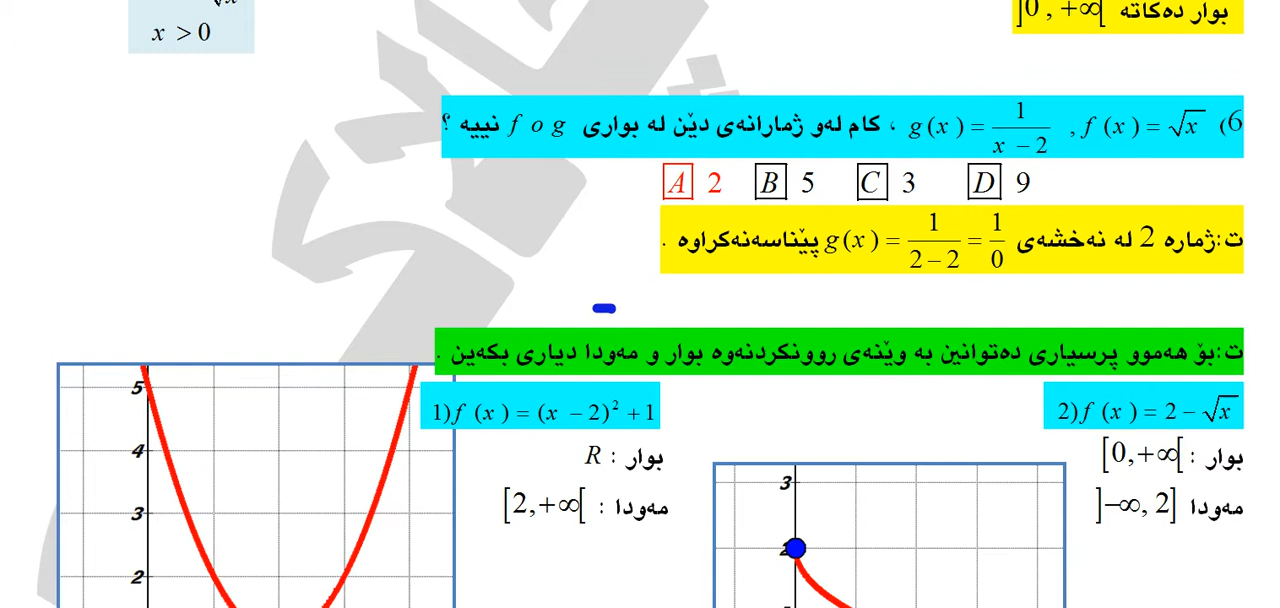 x > 0
بوار دەکاتە ]0 , +∞[
6) f (x) = √x , g(x) = 1/(x – 2) ، کام لەو ژمارانەی دێن لە بواری f o g نییە ؟
A 2 B 5 C 3 D 9
ت:ژمارە 2 لە نەخشەی g(x) = 1/(2 – 2) = 1/0 پێناسەنەکراوە .
ت:بۆ هەموو پرسیاری دەتوانین بە وێنەی روونکردنەوە بوار و مەودا دیاری بکەین .
1) f (x) = (x – 2)² + 1
بوار : R
مەودا : [2,+∞[
5
4
3
2
2) f (x) = 2 – √x
بوار : [0,+∞[
مەودا ]–∞, 2]
3
2